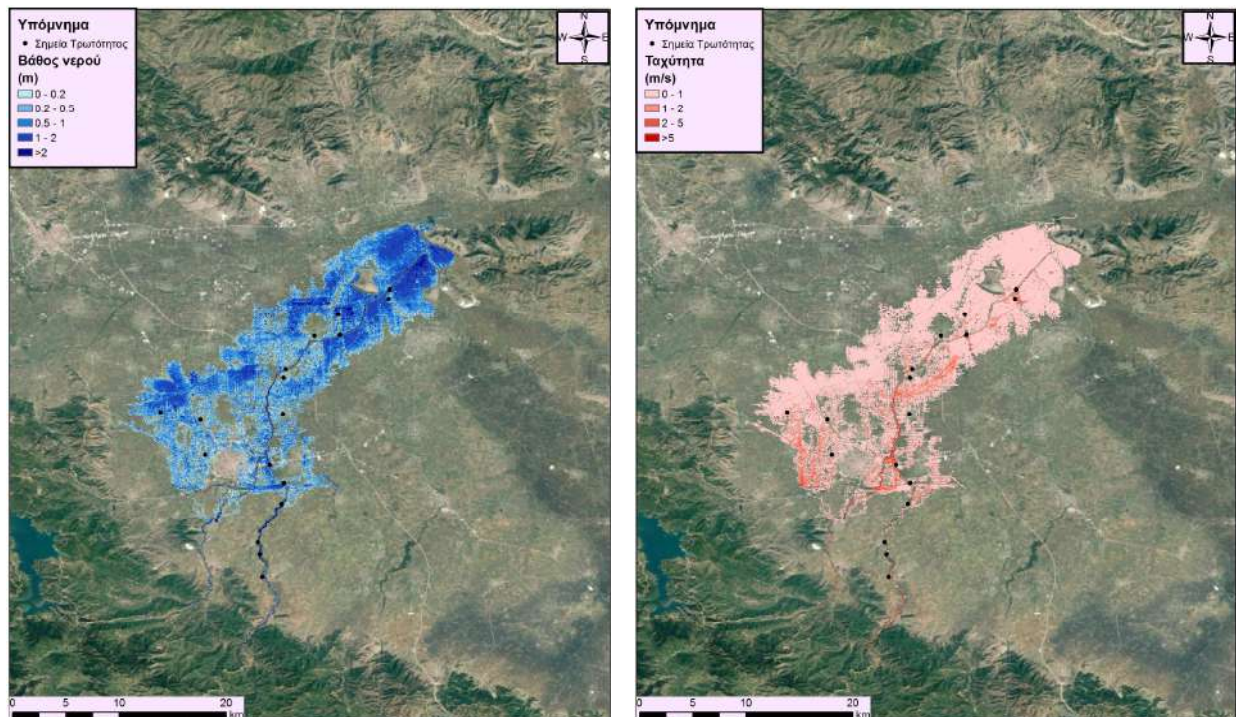 Υπόμνημα
Σημεία Τρωτότητας
Βάθος νερού
(m)
0 - 0.2
0.2 - 0.5
0.5 - 1
1 - 2
>2
N
W E
S
0 5 10 20
km
Υπόμνημα
Σημεία Τρωτότητας
Ταχύτητα
(m/s)
0 - 1
1 - 2
2 - 5
>5
N
W E
S
0 5 10 20
km